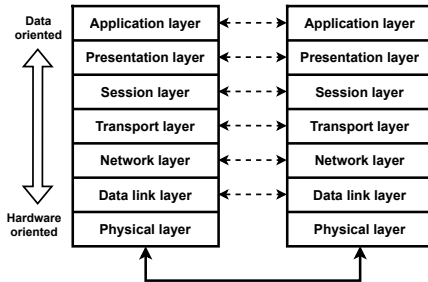 Data
oriented
Application layer
Application layer
Presentation layer
Presentation layer
Session layer
Session layer
Transport layer
Transport layer
Network layer
Network layer
Data link layer
Data link layer
Hardware
oriented
Physical layer
Physical layer